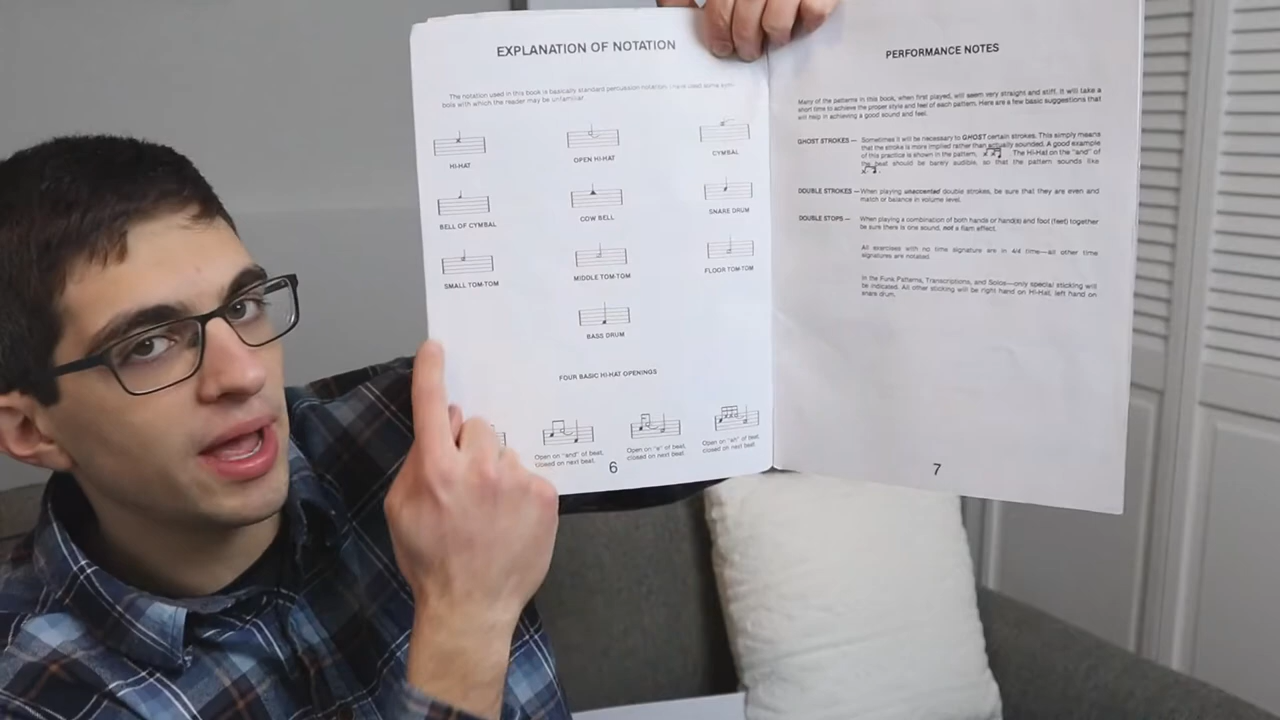 EXPLANATION OF NOTATION
The notation used in this book is basically standard percussion notation. I have used some sym-
bols with which the reader may be unfamiliar.
HI-HAT
OPEN HI-HAT
CYMBAL
BELL OF CYMBAL
COW BELL
SNARE DRUM
SMALL TOM-TOM
MIDDLE TOM-TOM
FLOOR TOM-TOM
BASS DRUM
FOUR BASIC HI-HAT OPENINGS
Open on "and" of beat,
closed on next beat.
Open on "e" of beat,
closed on next beat.
Open on "ah" of beat,
closed on next beat.
6
PERFORMANCE NOTES
Many of the patterns in this book, when first played, will seem very straight and stiff. It will take a
short time to achieve the proper style and feel of each pattern. Here are a few basic suggestions that
will help in achieving a good sound and feel.
GHOST STROKES — Sometimes it will be necessary to GHOST certain strokes. This simply means
that the stroke is more implied rather than actually sounded. A good example
of this practice is shown in the pattern, The Hi-Hat on the "and" of
the beat should be barely audible, so that the pattern sounds like
DOUBLE STROKES — When playing unaccented double strokes, be sure that they are even and
match or balance in volume level.
DOUBLE STOPS — When playing a combination of both hands or hand(s) and foot (feet) together
be sure there is one sound, not a flam effect.
All exercises with no time signature are in 4/4 time—all other time
signatures are notated.
In the Funk Patterns, Transcriptions, and Solos—only special sticking will
be indicated. All other sticking will be right hand on Hi-Hat, left hand on
snare drum.
7